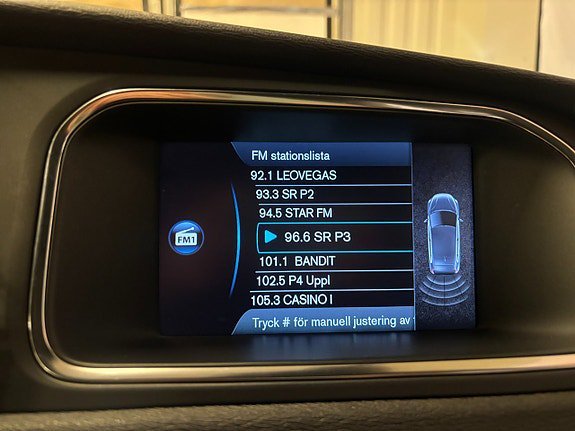 FM stationslista
92.1 LEOVEGAS
93.3 SR P2
94.5 STAR FM
FM1
96.6 SR P3
101.1 BANDIT
102.5 P4 Uppl
105.3 CASINO I
Tryck # för manuell justering av